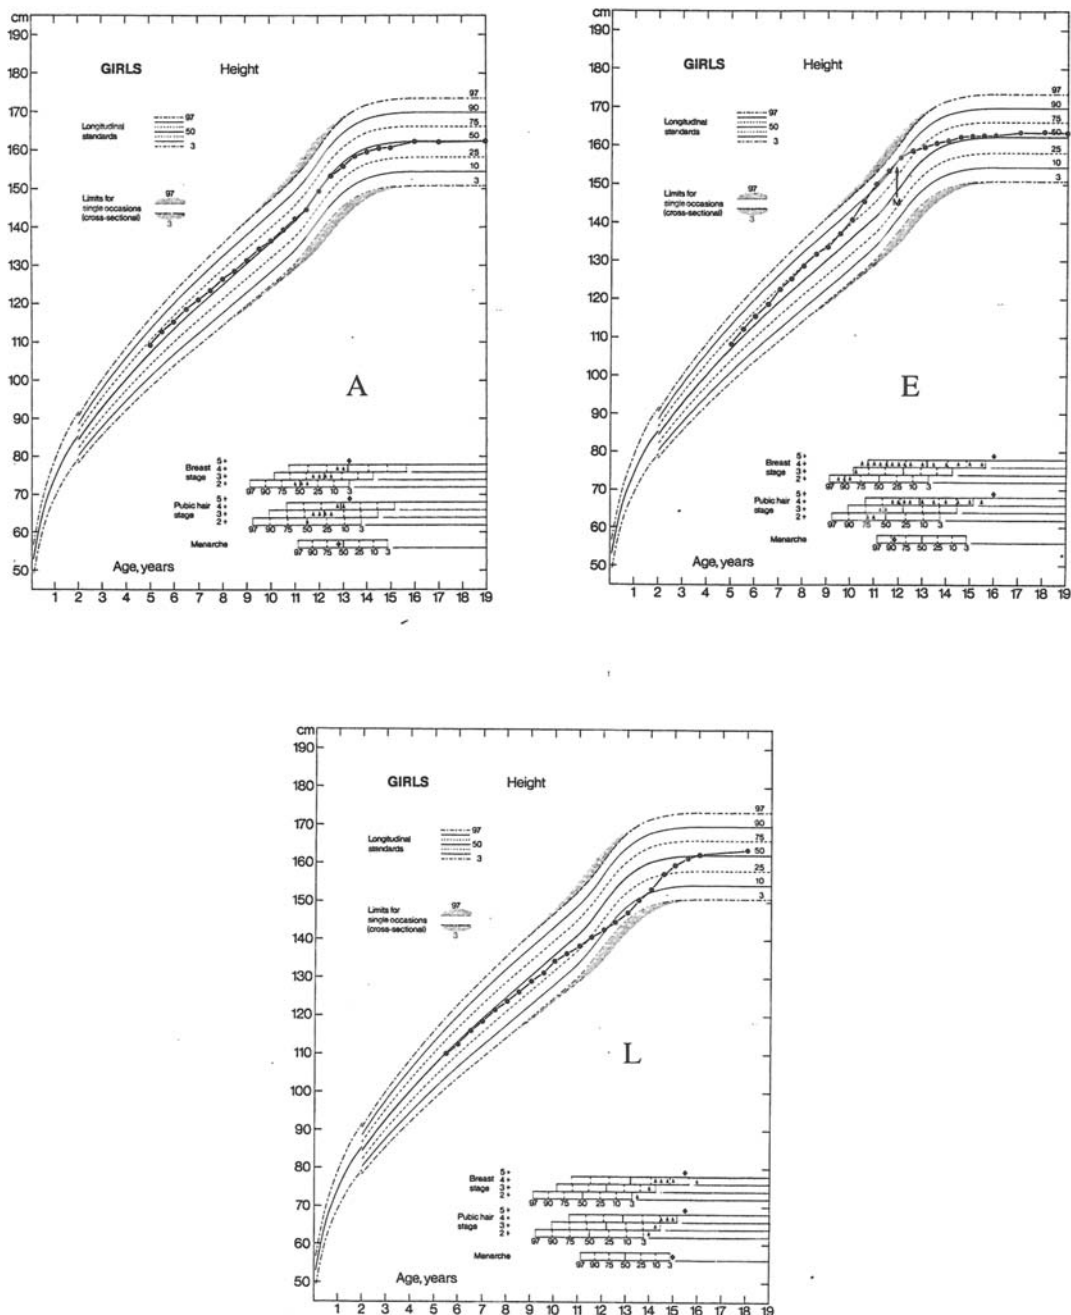 cm
190
180
170
160
150
140
130
120
110
100
90
80
70
60
50
GIRLS Height
Longitudinal standards
97
50
3
Limits for single occasions (cross-sectional)
97
3
97
90
75
50
25
10
3
A
Breast stage
5+
4+
3+
2+
97 90 75 50 25 10 3
Pubic hair stage
5+
4+
3+
2+
97 90 75 50 25 10 3
Menarche
97 90 75 50 25 10 3
Age, years
1 2 3 4 5 6 7 8 9 10 11 12 13 14 15 16 17 18 19
cm
190
180
170
160
150
140
130
120
110
100
90
80
70
60
50
GIRLS Height
Longitudinal standards
97
50
3
Limits for single occasions (cross-sectional)
97
3
97
90
75
50
25
10
3
M
E
Breast stage
5+
4+
3+
2+
97 90 75 50 25 10 3
Pubic hair stage
5+
4+
3+
2+
97 90 75 50 25 10 3
Menarche
97 90 75 50 25 10 3
Age, years
1 2 3 4 5 6 7 8 9 10 11 12 13 14 15 16 17 18 19
cm
190
180
170
160
150
140
130
120
110
100
90
80
70
60
50
GIRLS Height
Longitudinal standards
97
50
3
Limits for single occasions (cross-sectional)
97
3
97
90
75
50
25
10
3
L
Breast stage
5+
4+
3+
2+
97 90 75 50 25 10 3
Pubic hair stage
5+
4+
3+
2+
97 90 75 50 25 10 3
Menarche
97 90 75 50 25 10 3
Age, years
1 2 3 4 5 6 7 8 9 10 11 12 13 14 15 16 17 18 19